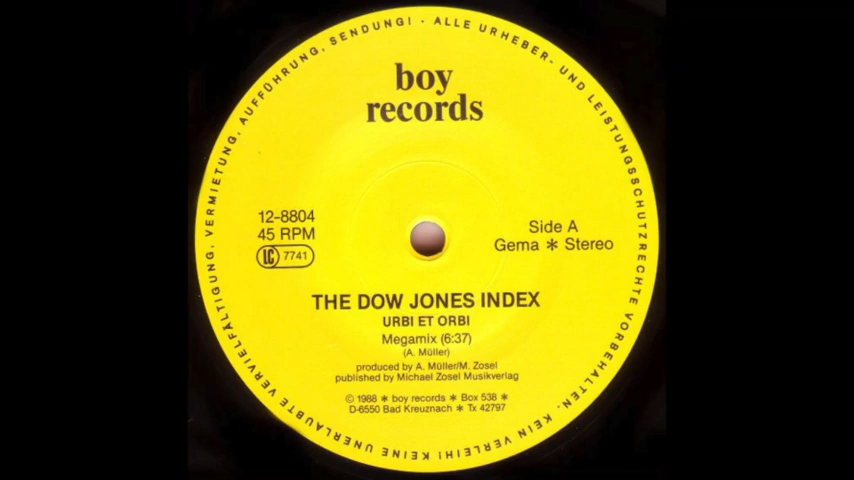 ALLE URHEBER- UND LEISTUNGSSCHUTZRECHTE VORBEHALTEN. KEIN VERLEIH! KEINE UNERLAUBTE VERVIELFÄLTIGUNG, VERMIETUNG, AUFFÜHRUNG, SENDUNG! ·
boy
records
12-8804
45 RPM
LC 7741
Side A
Gema ✻ Stereo
THE DOW JONES INDEX
URBI ET ORBI
Megamix (6:37)
(A. Müller)
produced by A. Müller/M. Zosel
published by Michael Zosel Musikverlag
© 1988 ✻ boy records ✻ Box 538 ✻
D-6550 Bad Kreuznach ✻ Tx 42797